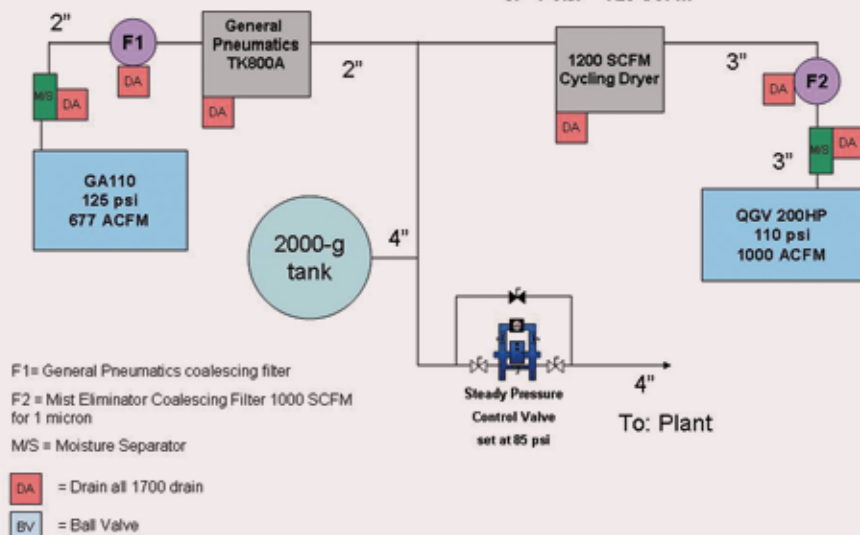 2"
F1
General
Pneumatics
TK800A
2"
1200 SCFM
Cycling Dryer
3"
F2
DA
DA
DA
DA
DA
DA
M/S
M/S
3"
GA110
125 psi
677 ACFM
QGV 200HP
110 psi
1000 ACFM
2000-g
tank
4"
Steady Pressure
Control Valve
set at 85 psi
4"
To: Plant
F1= General Pneumatics coalescing filter
F2 = Mist Eliminator Coalescing Filter 1000 SCFM
for 1 micron
M/S = Moisture Separator
DA = Drain all 1700 drain
BV = Ball Valve